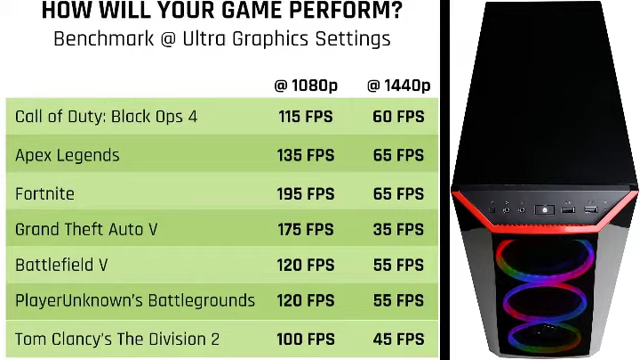 HOW WILL YOUR GAME PERFORM?
Benchmark @ Ultra Graphics Settings
@ 1080p @ 1440p
Call of Duty: Black Ops 4 115 FPS 60 FPS
Apex Legends 135 FPS 65 FPS
Fortnite 195 FPS 65 FPS
Grand Theft Auto V 175 FPS 35 FPS
Battlefield V 120 FPS 55 FPS
PlayerUnknown's Battlegrounds 120 FPS 55 FPS
Tom Clancy's The Division 2 100 FPS 45 FPS